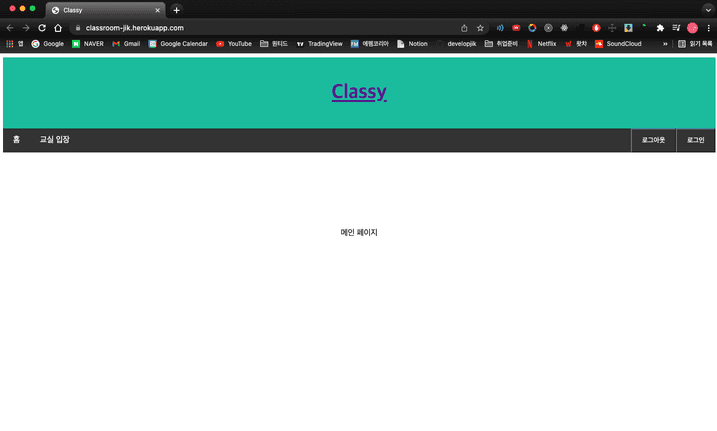 Classy
classroom-jik.herokuapp.com
앱 Google NAVER Gmail Google Calendar YouTube 원티드 TradingView 에펨코리아 Notion developjik 취업준비 Netflix 왓챠 SoundCloud » 읽기 목록
Classy
홈 교실 입장 로그아웃 로그인
메인 페이지